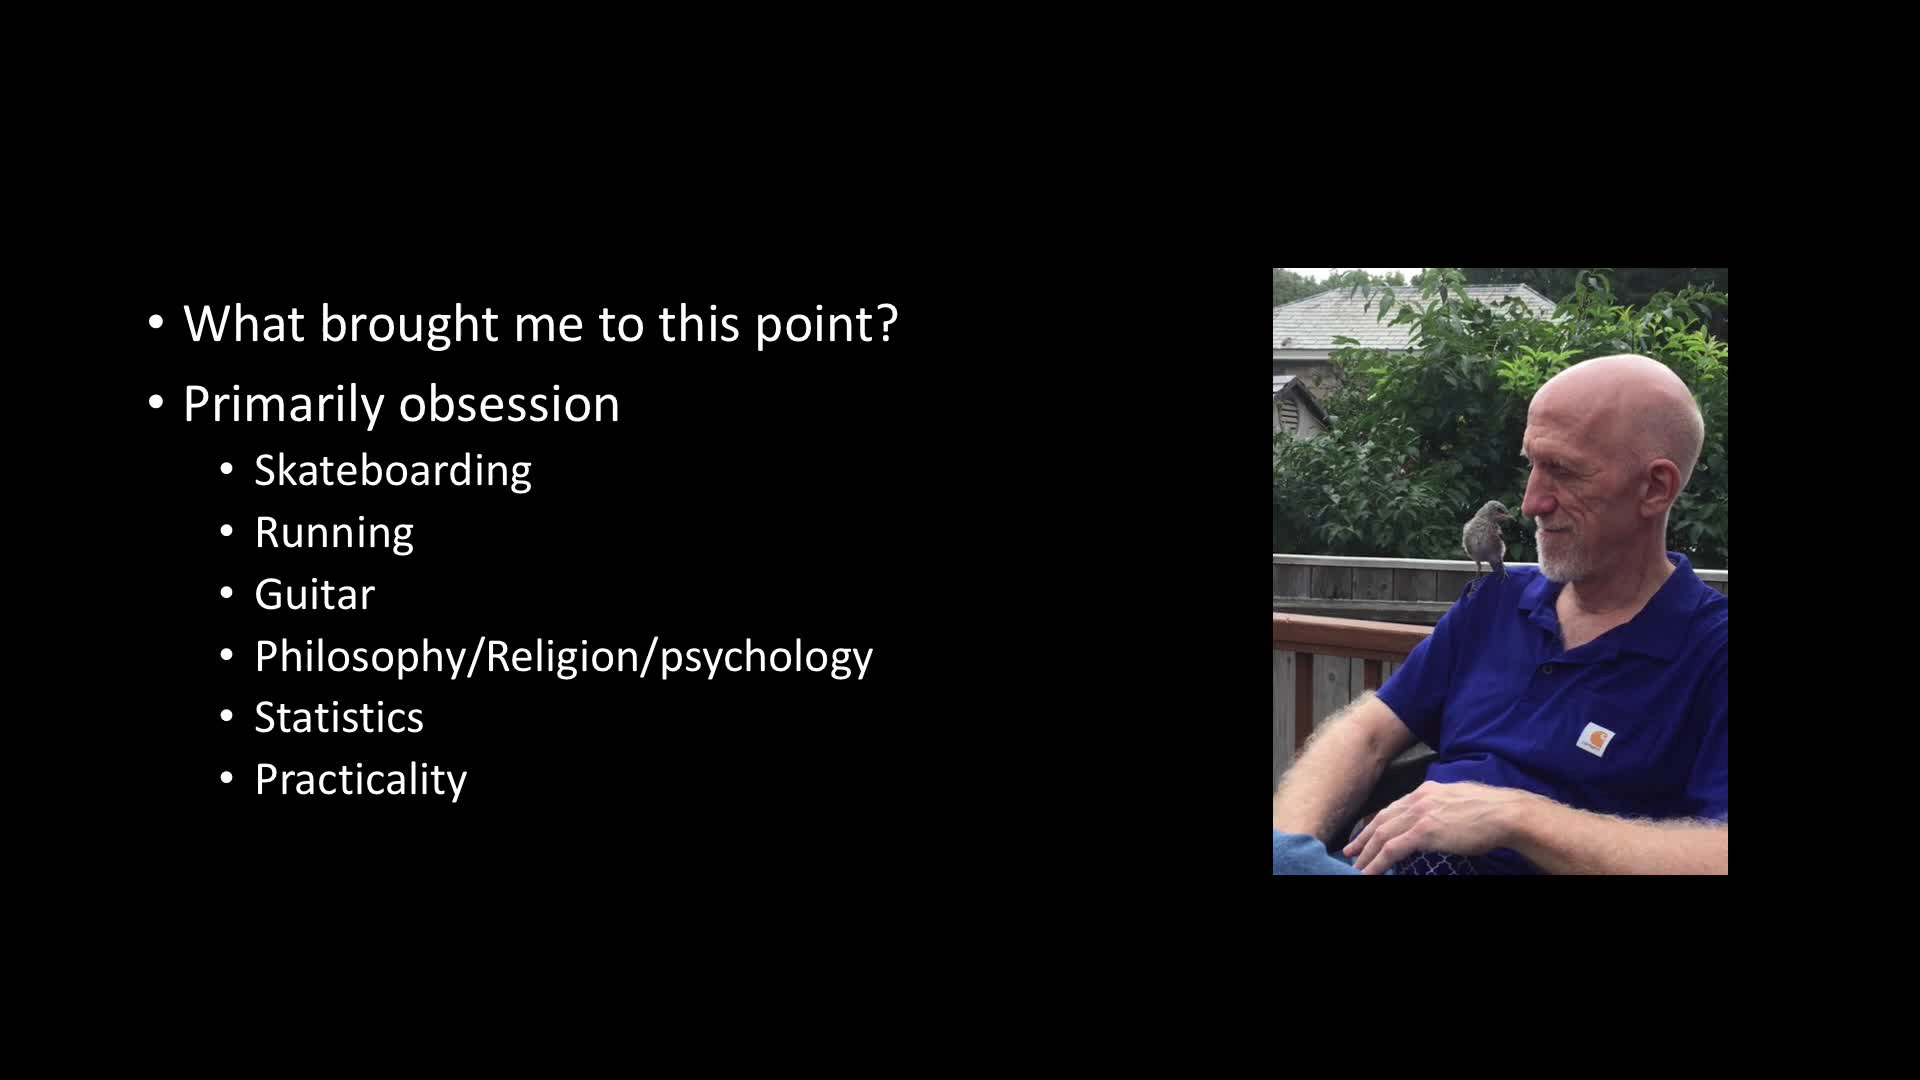 • What brought me to this point?
• Primarily obsession
• Skateboarding
• Running
• Guitar
• Philosophy/Religion/psychology
• Statistics
• Practicality